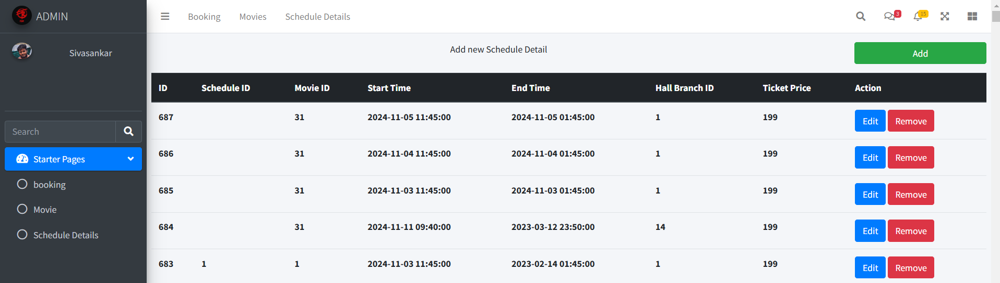 ADMIN
Booking Movies Schedule Details
3
15
Sivasankar
Add new Schedule Detail
Add
Search
Starter Pages
booking
Movie
Schedule Details
ID Schedule ID Movie ID Start Time End Time Hall Branch ID Ticket Price Action
687 31 2024-11-05 11:45:00 2024-11-05 01:45:00 1 199 Edit Remove
686 31 2024-11-04 11:45:00 2024-11-04 01:45:00 1 199 Edit Remove
685 31 2024-11-03 11:45:00 2024-11-03 01:45:00 1 199 Edit Remove
684 31 2024-11-11 09:40:00 2023-03-12 23:50:00 14 199 Edit Remove
683 1 1 2024-11-03 11:45:00 2023-02-14 01:45:00 1 199 Edit Remove